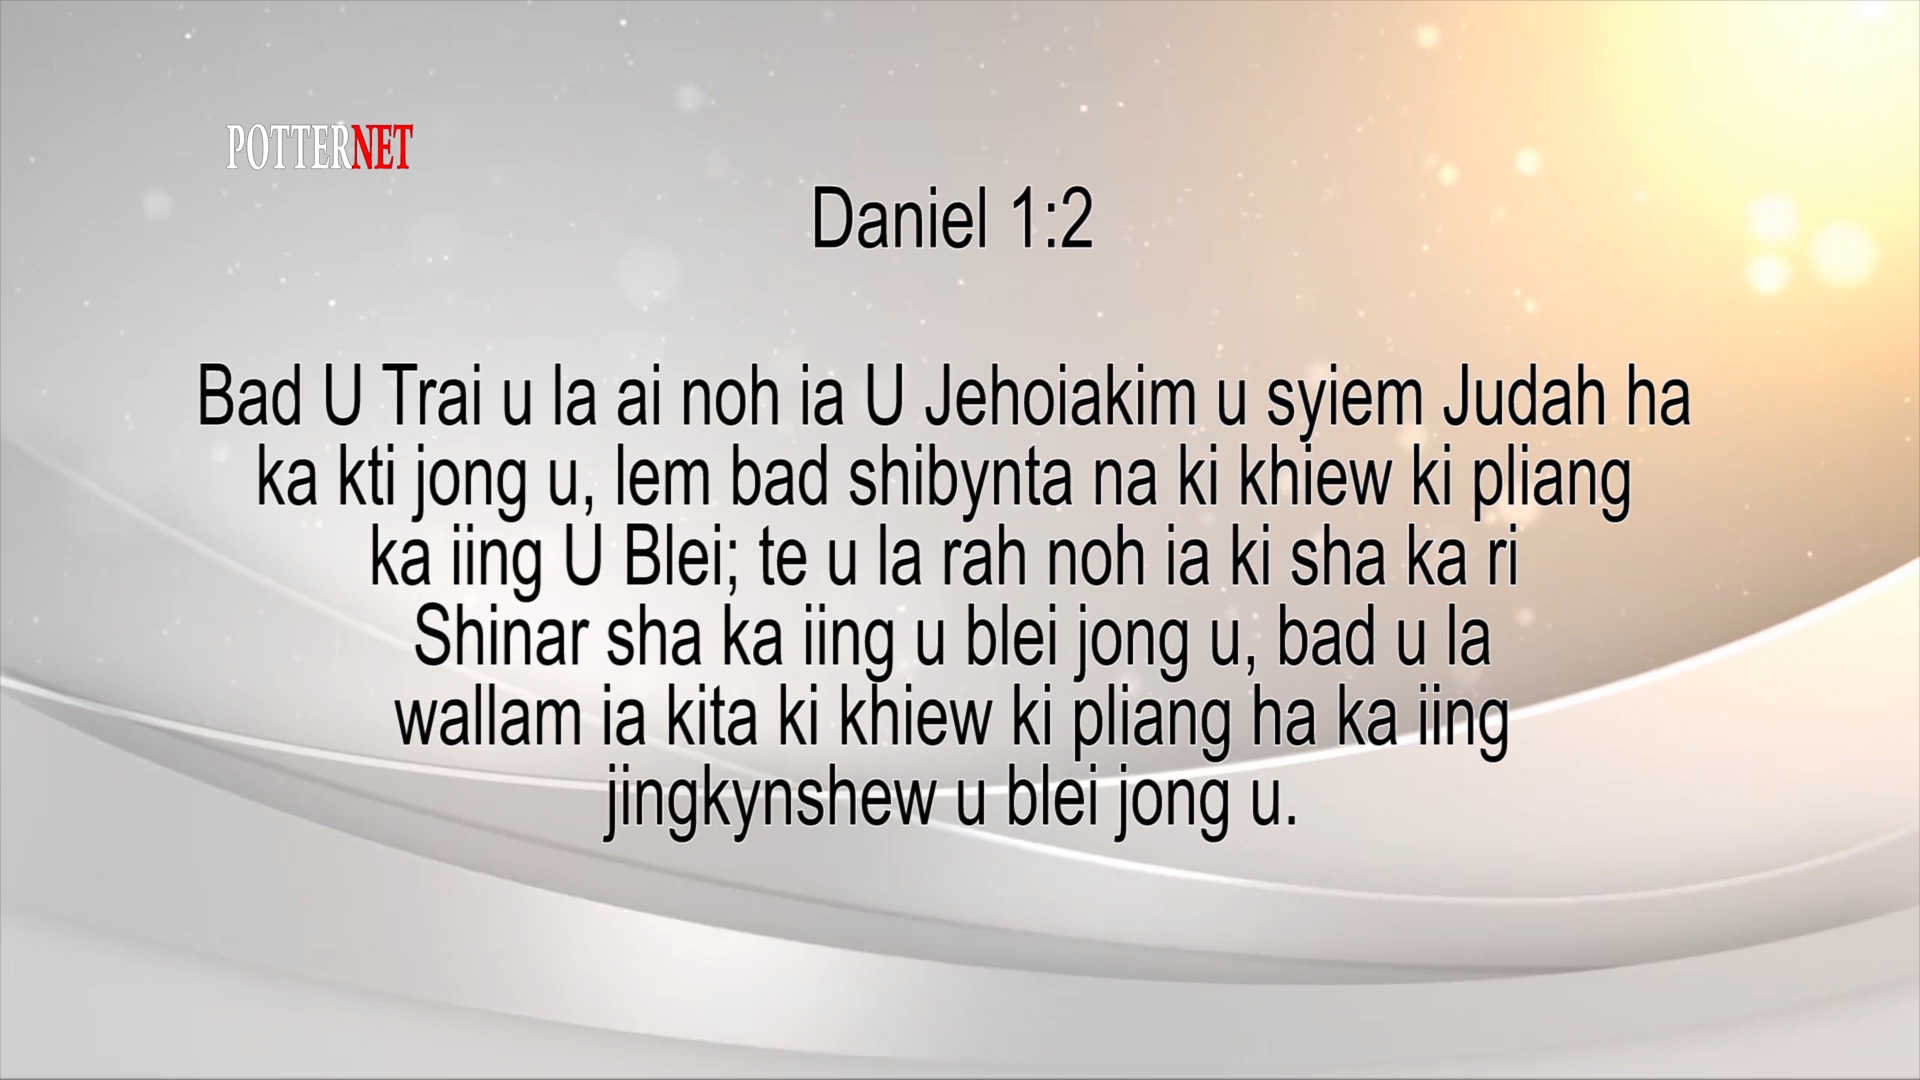 POTTERNET
Daniel 1:2
Bad U Trai u la ai noh ia U Jehoiakim u syiem Judah ha
ka kti jong u, lem bad shibynta na ki khiew ki pliang
ka iing U Blei; te u la rah noh ia ki sha ka ri
Shinar sha ka iing u blei jong u, bad u la
wallam ia kita ki khiew ki pliang ha ka iing
jingkynshew u blei jong u.